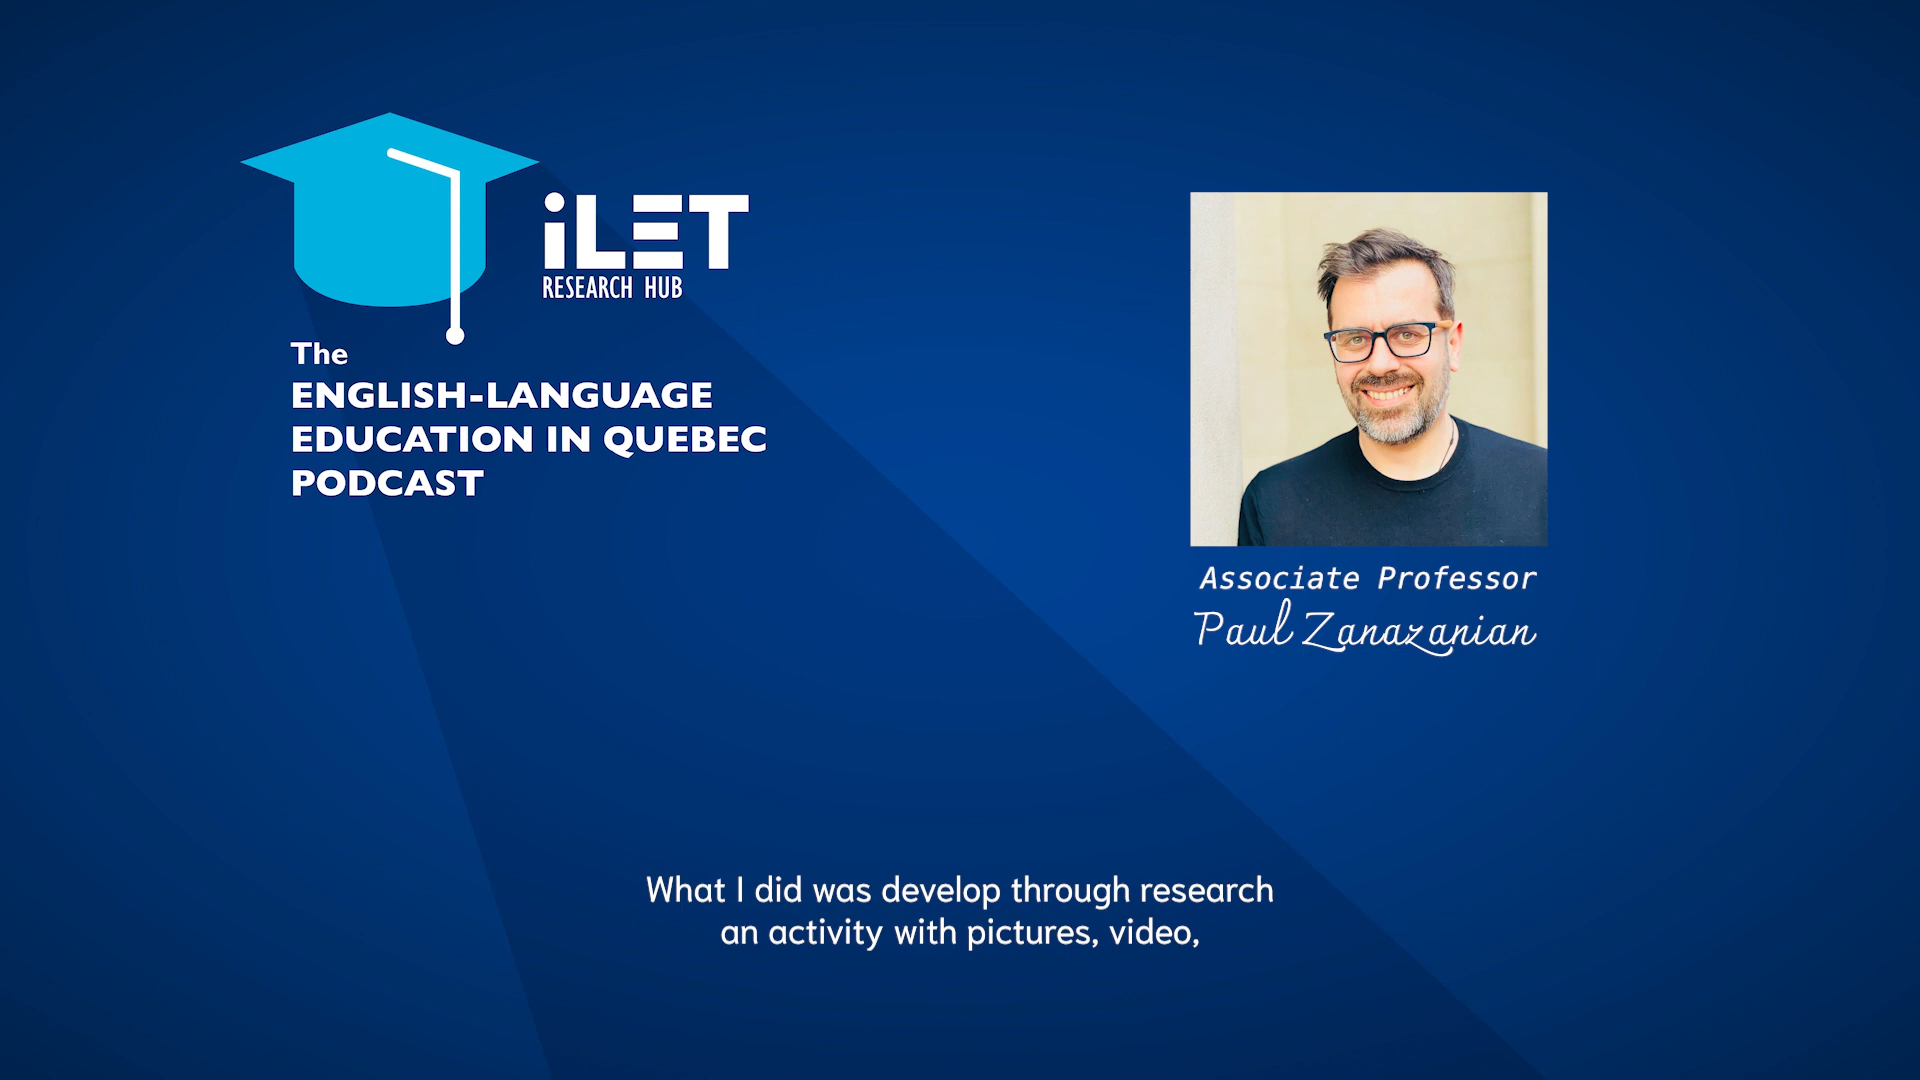 iLET
RESEARCH HUB
The
ENGLISH-LANGUAGE
EDUCATION IN QUEBEC
PODCAST
Associate Professor
Paul Zanazanian
What I did was develop through research
an activity with pictures, video,